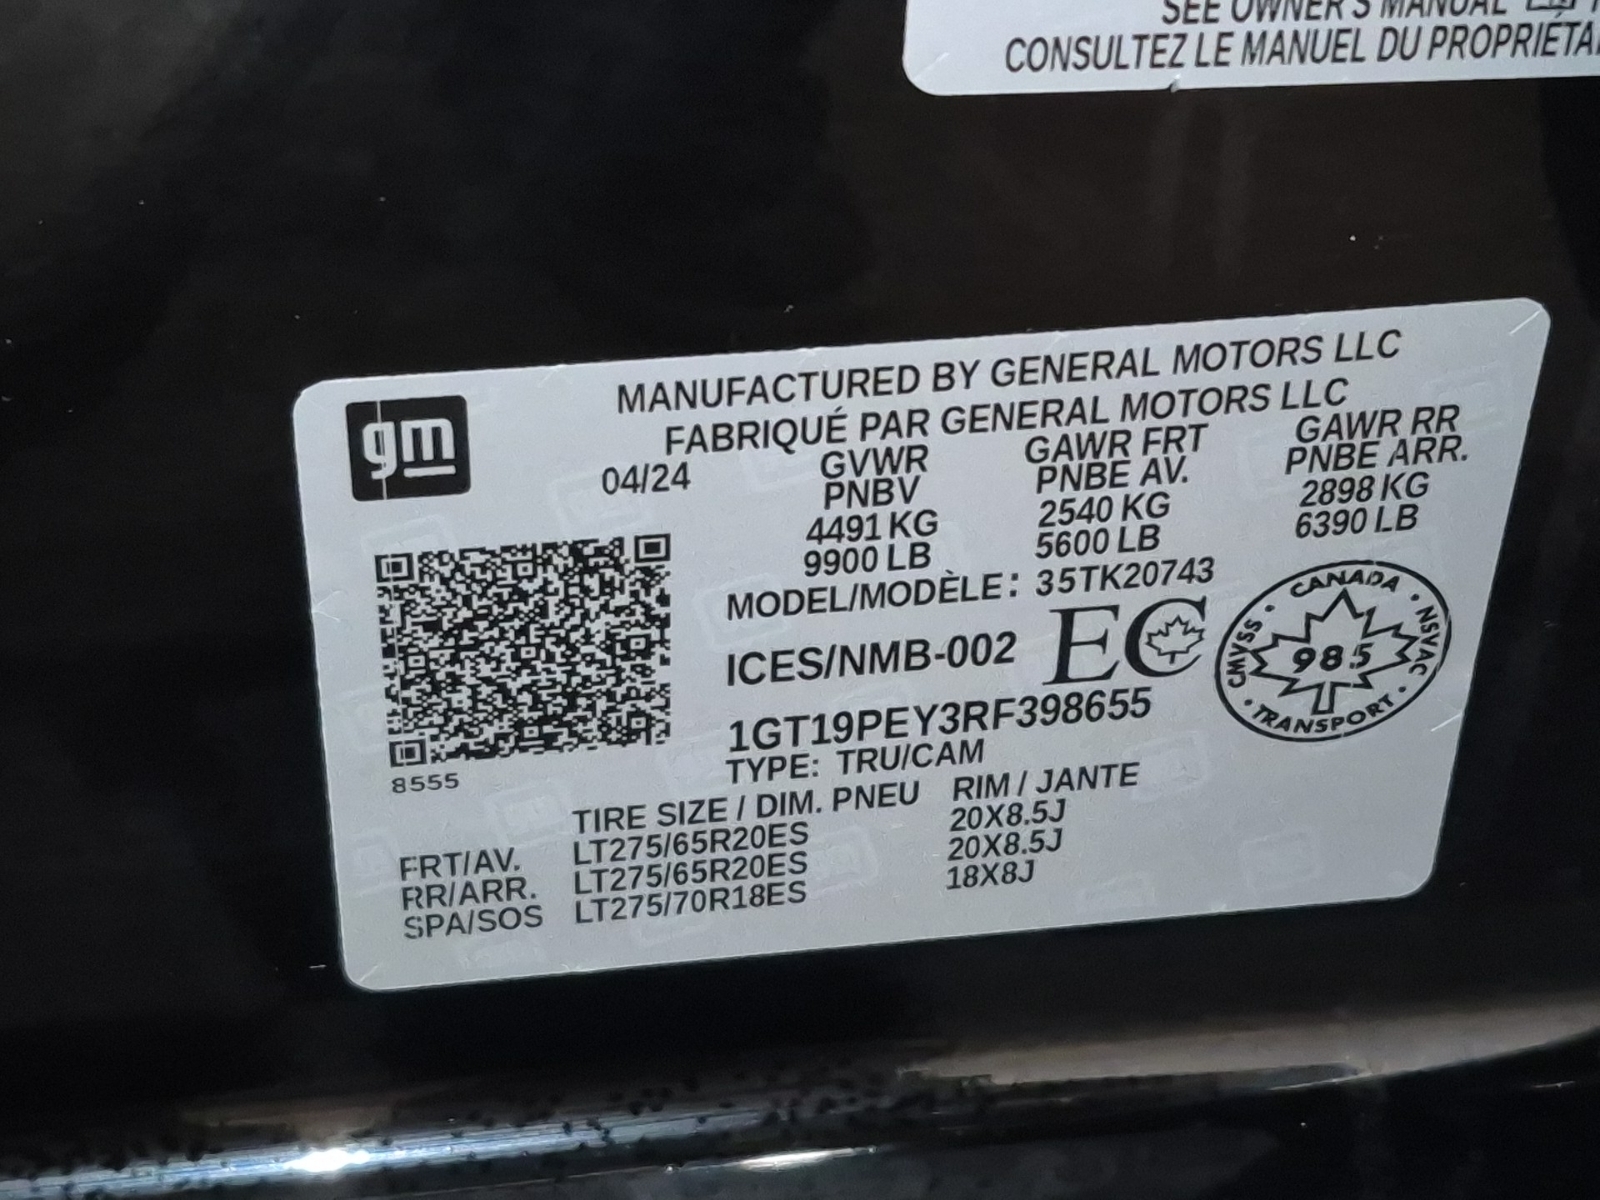 SEE OWNER'S MANUAL
CONSULTEZ LE MANUEL DU
gm
MANUFACTURED BY GENERAL MOTORS LLC
FABRIQUÉ PAR GENERAL MOTORS LLC
04/24
GVWR GAWR FRT GAWR RR
PNBV PNBE AV. PNBE ARR.
4491 KG 2540 KG 2898 KG
9900 LB 5600 LB 6390 LB
MODEL/MODÈLE: 35TK20743
ICES/NMB-002 EC
CANADA
CMVSS • NSVAC
985
TRANSPORT
1GT19PEY3RF398655
TYPE: TRU/CAM
8555
TIRE SIZE / DIM. PNEU RIM / JANTE
FRT/AV. LT275/65R20ES 20X8.5J
RR/ARR. LT275/65R20ES 20X8.5J
SPA/SOS LT275/70R18ES 18X8J